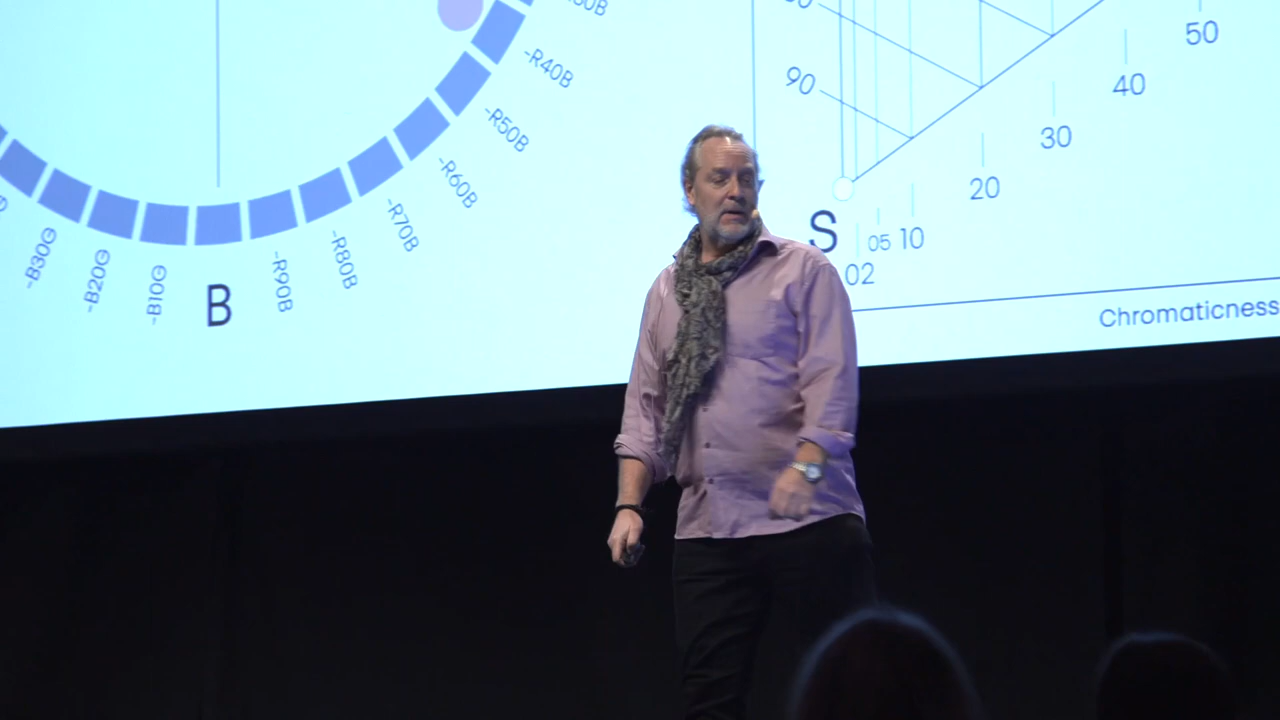 -R40B
-R50B
-R60B
-R70B
-R80B
-R90B
B
-B10G
-B20G
-B30G
90
S
02
05
10
20
30
40
50
Chromaticness